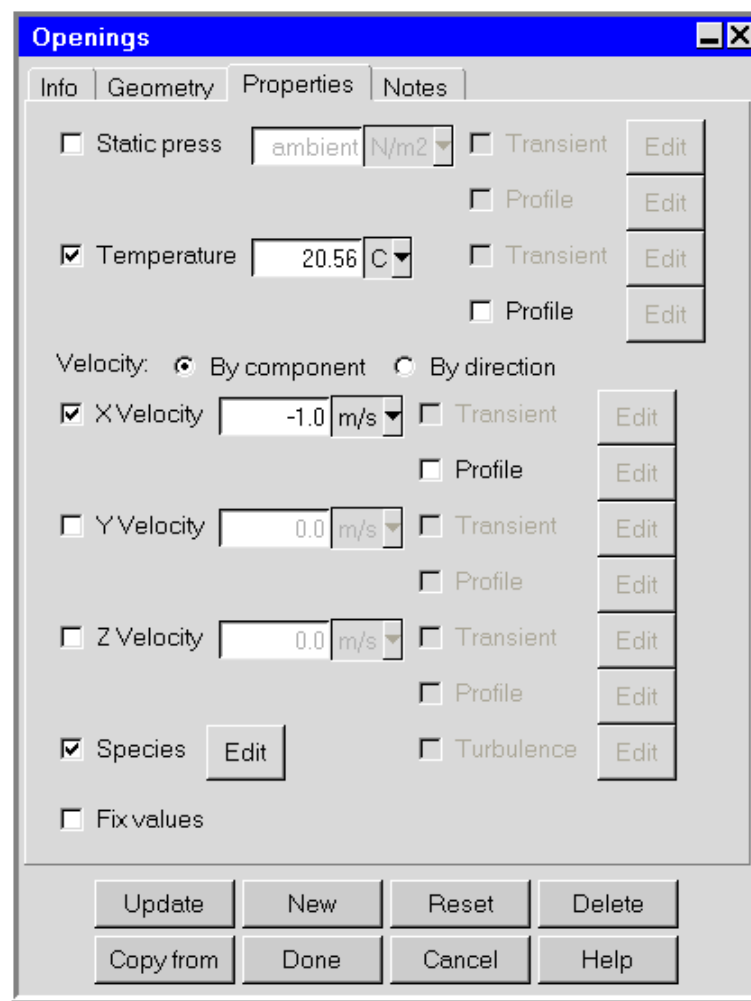 Openings
Info Geometry Properties Notes
Static press ambient N/m2 Transient Edit
Profile Edit
Temperature 20.56 C Transient Edit
Profile Edit
Velocity: By component By direction
X Velocity -1.0 m/s Transient Edit
Profile Edit
Y Velocity 0.0 m/s Transient Edit
Profile Edit
Z Velocity 0.0 m/s Transient Edit
Profile Edit
Species Edit Turbulence Edit
Fix values
Update New Reset Delete
Copy from Done Cancel Help